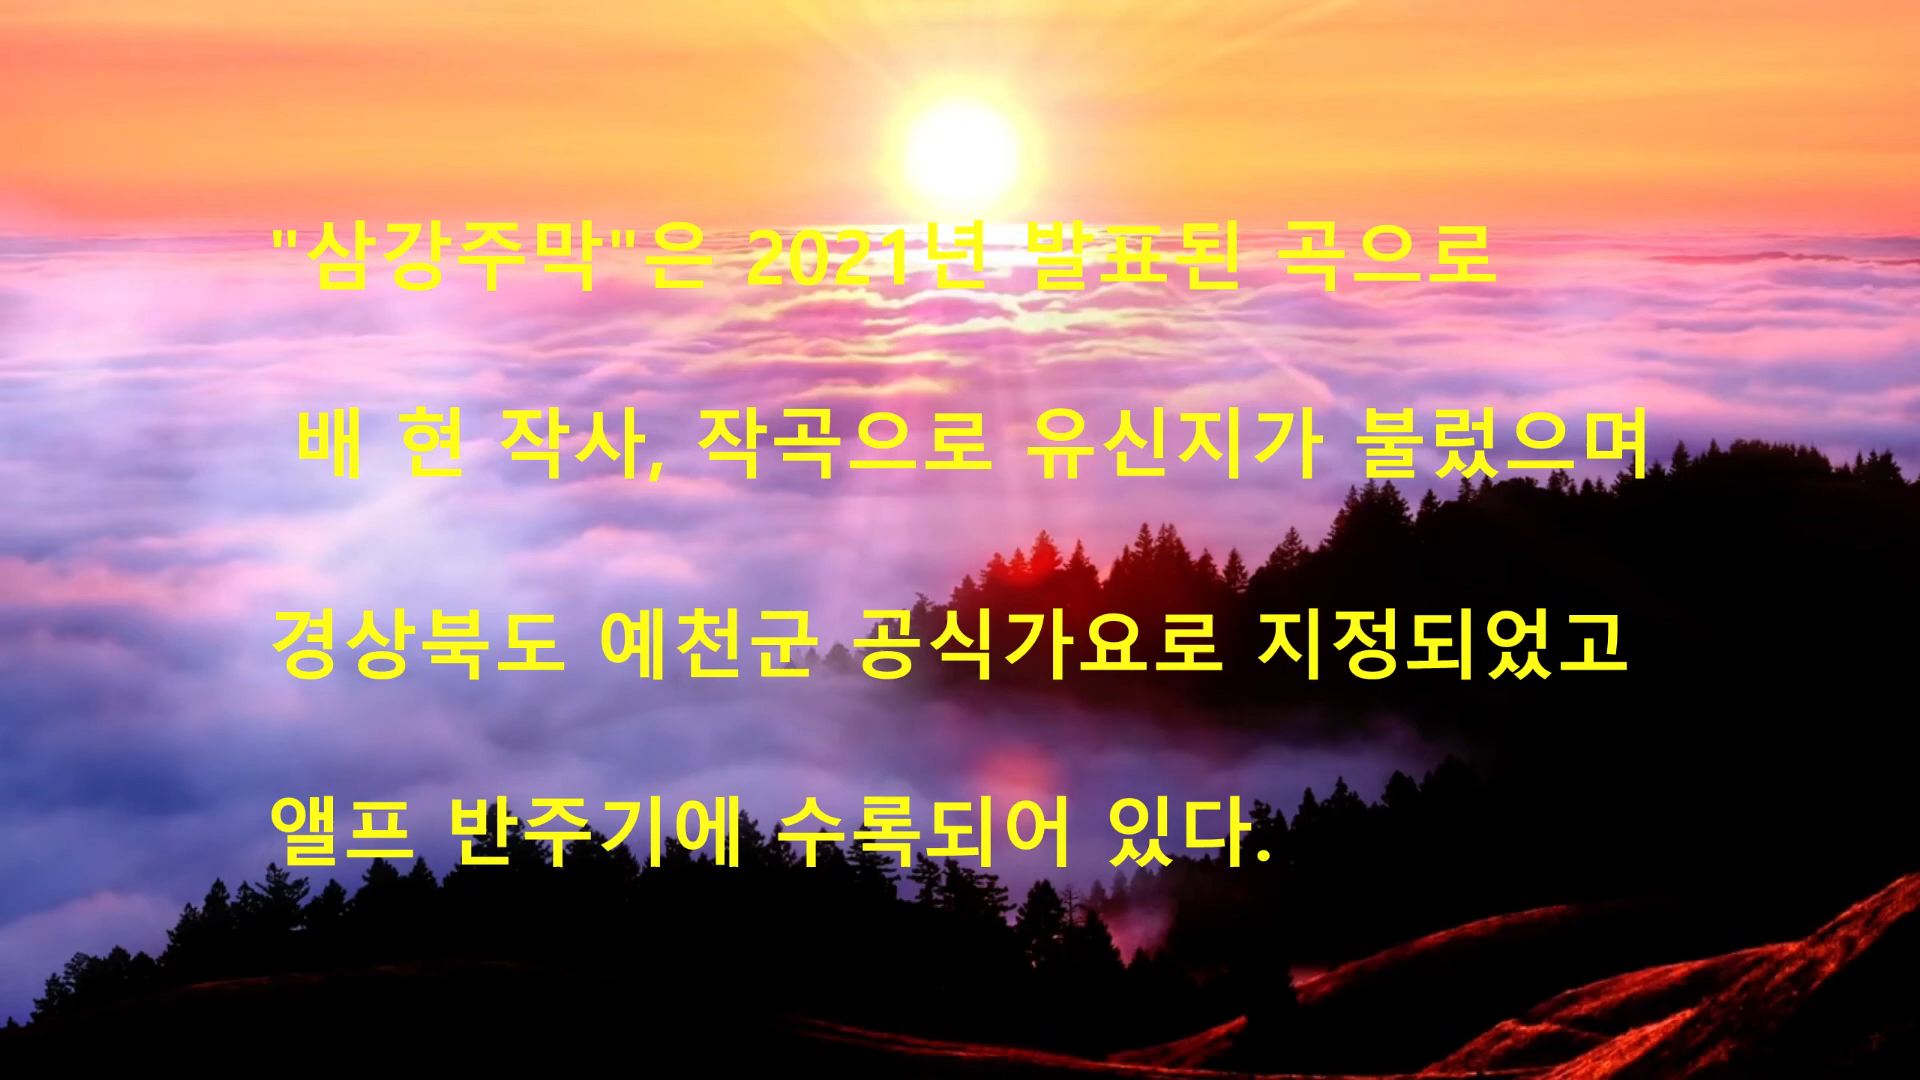 "삼강주막"은 2021년 발표된 곡으로
배 현 작사, 작곡으로 유신지가 불렀으며
경상북도 예천군 공식가요로 지정되었고
앨프 반주기에 수록되어 있다.